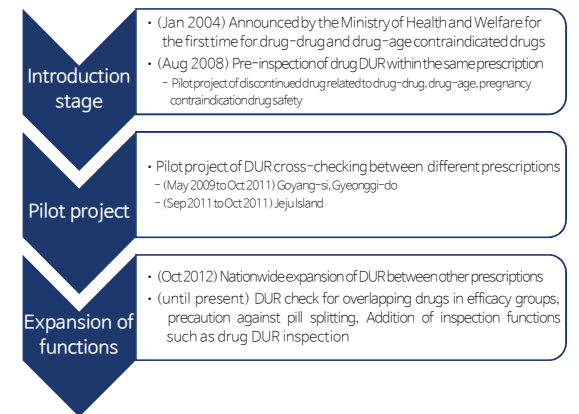 Introduction
stage
· (Jan 2004) Announced by the Ministry of Health and Welfare for
the first time for drug-drug and drug-age contraindicated drugs
· (Aug 2008) Pre-inspection of drug DUR within the same prescription
- Pilot project of discontinued drug related to drug-drug, drug-age, pregnancy
contraindication drug safety
Pilot project
· Pilot project of DUR cross-checking between different prescriptions
- (May 2009 to Oct 2011) Goyang-si, Gyeonggi-do
- (Sep 2011 to Oct 2011) Jeju Island
Expansion of
functions
· (Oct 2012) Nationwide expansion of DUR between other prescriptions
· (until present) DUR check for overlapping drugs in efficacy groups,
precaution against pill splitting, Addition of inspection functions
such as drug DUR inspection